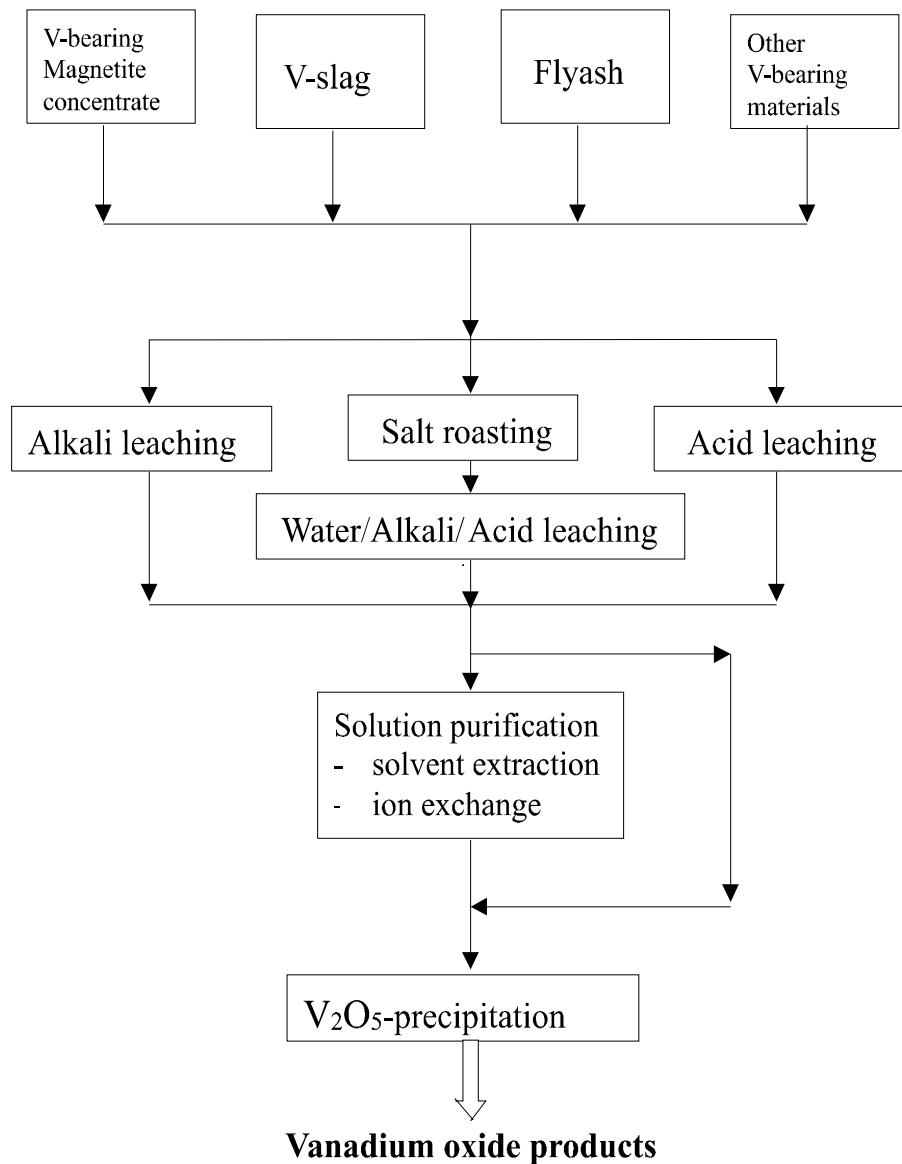 V-bearing
Magnetite
concentrate
V-slag
Flyash
Other
V-bearing
materials
Alkali leaching
Salt roasting
Acid leaching
Water/Alkali/Acid leaching
Solution purification
- solvent extraction
- ion exchange
V₂O₅-precipitation
Vanadium oxide products